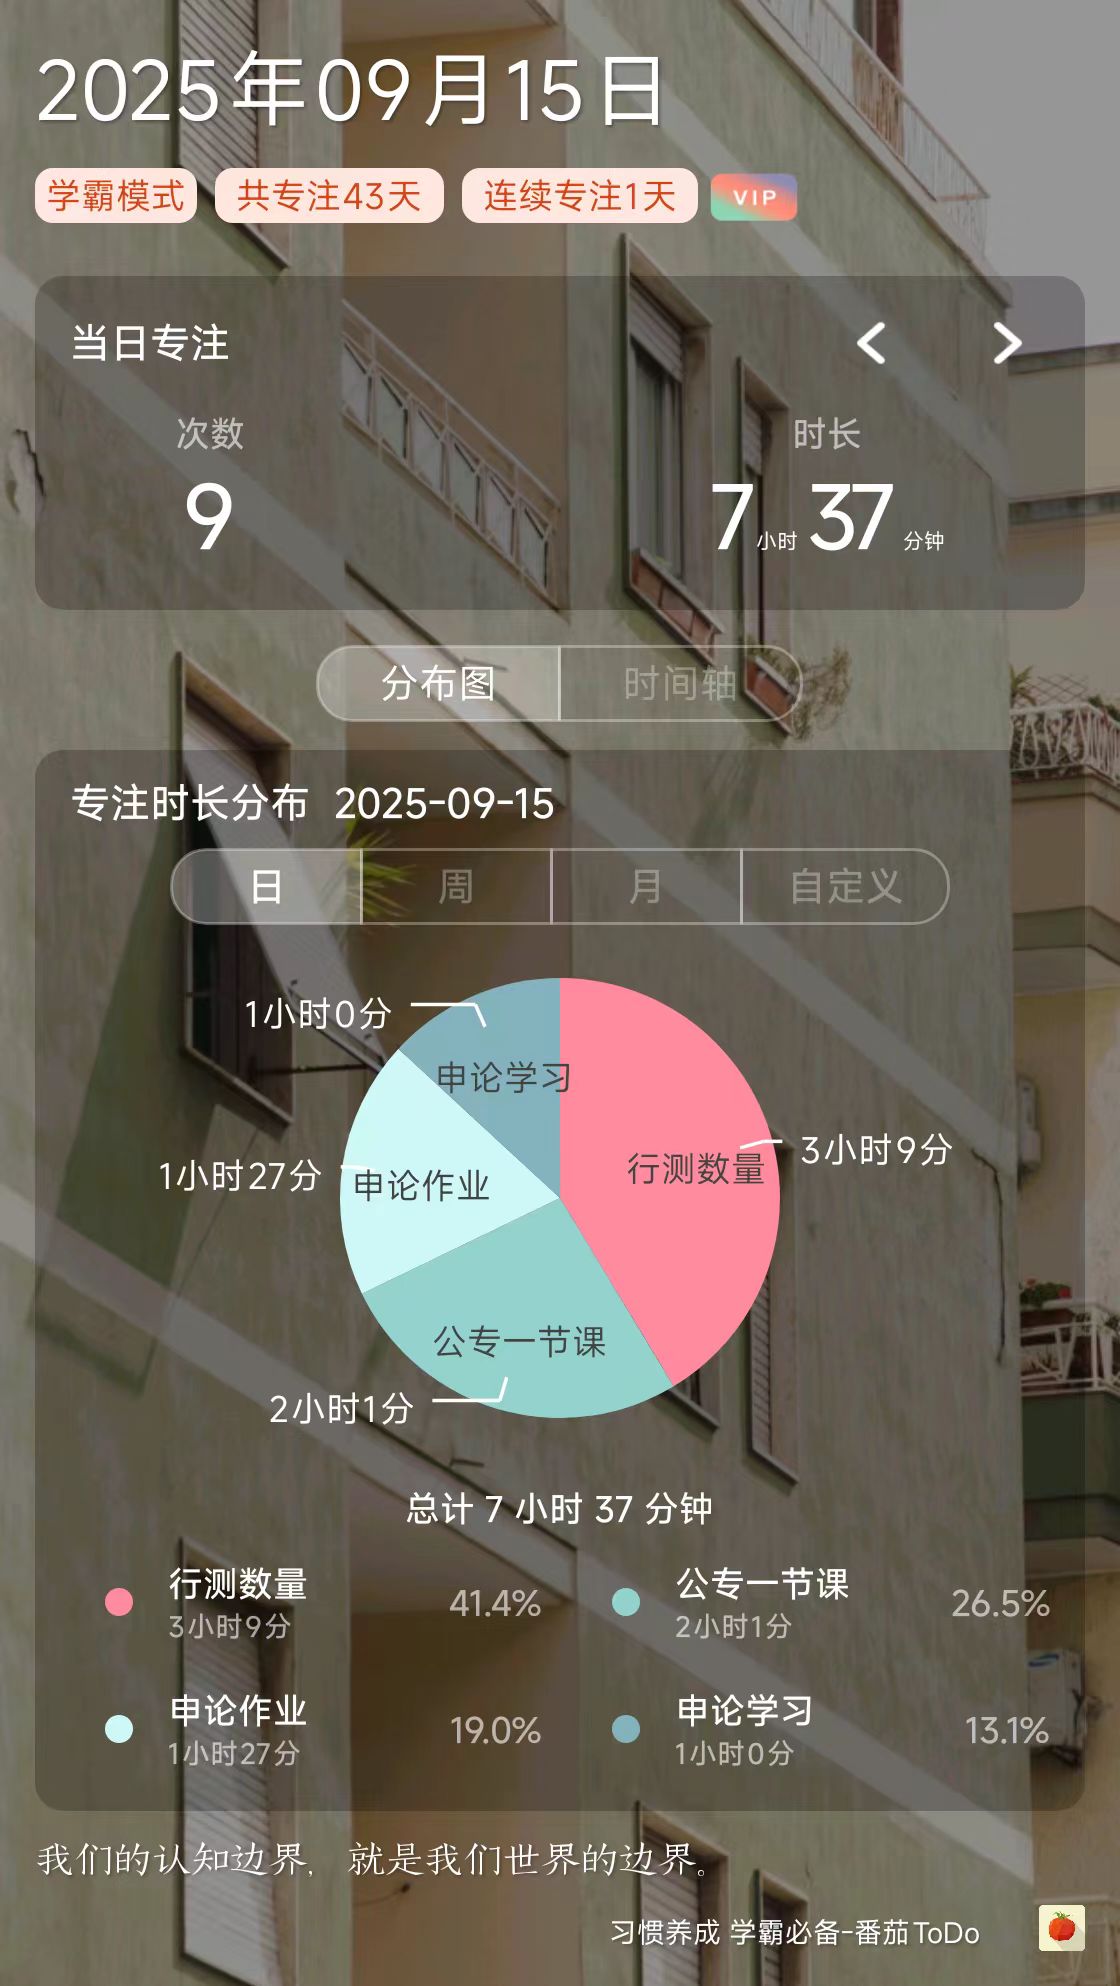 2025年09月15日
学霸模式 共专注43天 连续专注1天 VIP
当日专注
次数 时长
9 7小时37分钟
分布图 时间轴
专注时长分布 2025-09-15
日 周 月 自定义
1小时0分
申论学习
行测数量 3小时9分
1小时27分 申论作业
公专一节课
2小时1分
总计 7 小时 37 分钟
行测数量 41.4% 公专一节课 26.5%
3小时9分 2小时1分
申论作业 19.0% 申论学习 13.1%
1小时27分 1小时0分
我们的认知边界，就是我们世界的边界。
习惯养成 学霸必备-番茄ToDo